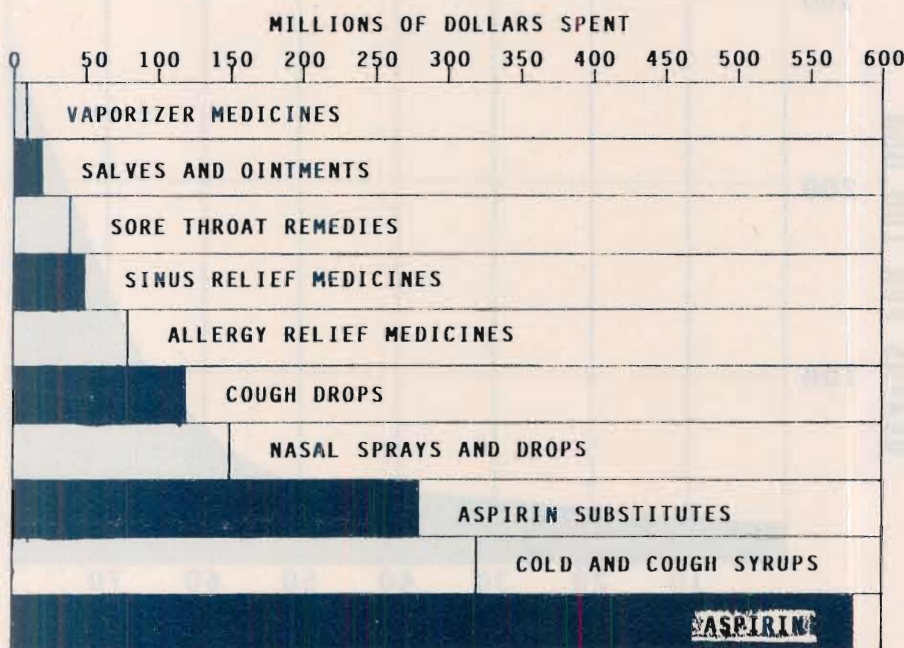 MILLIONS OF DOLLARS SPENT
0 50 100 150 200 250 300 350 400 450 500 550 600
VAPORIZER MEDICINES
SALVES AND OINTMENTS
SORE THROAT REMEDIES
SINUS RELIEF MEDICINES
ALLERGY RELIEF MEDICINES
COUGH DROPS
NASAL SPRAYS AND DROPS
ASPIRIN SUBSTITUTES
COLD AND COUGH SYRUPS
ASPIRIN